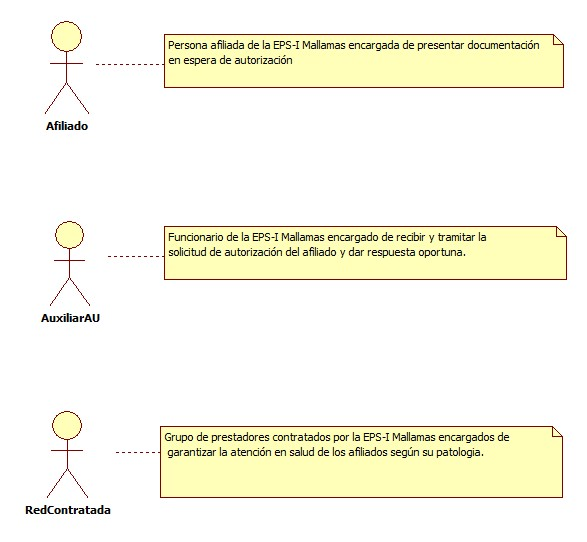 Persona afiliada de la EPS-I Mallamas encargada de presentar documentación
en espera de autorización
Afiliado
Funcionario de la EPS-I Mallamas encargado de recibir y tramitar la
solicitud de autorización del afiliado y dar respuesta oportuna.
AuxiliarAU
Grupo de prestadores contratados por la EPS-I Mallamas encargados de
garantizar la atención en salud de los afiliados según su patologia.
RedContratada